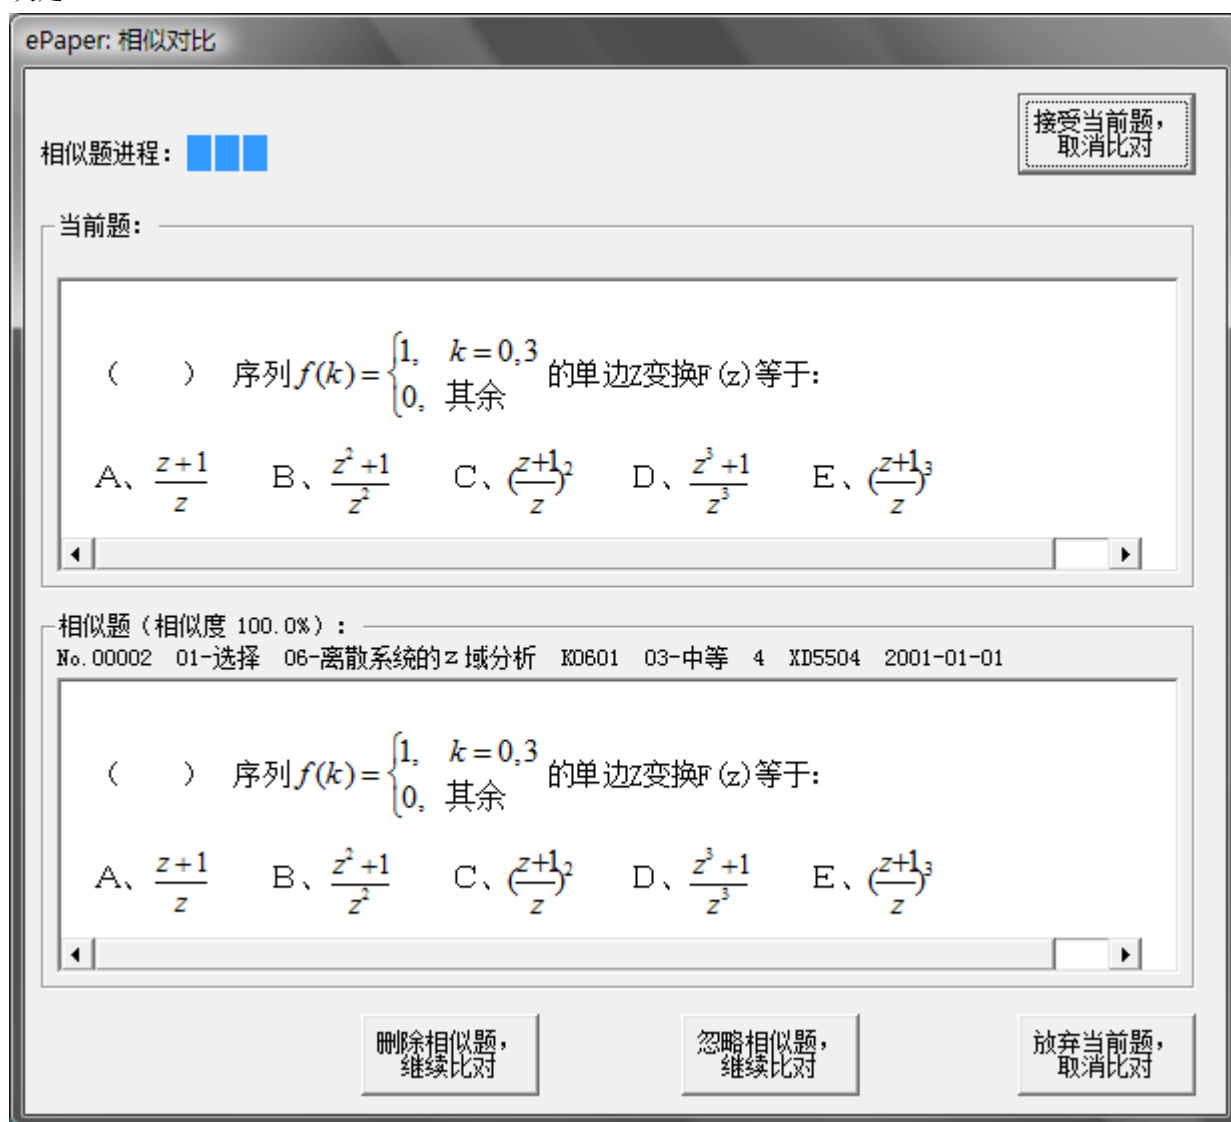 ePaper: 相似对比
接受当前题,
取消比对
相似题进程:
当前题:
( ) 序列 f(k)={1, k=0,3 0, 其余 的单边Z变换F(z)等于:
A、(z+1)/z B、(z²+1)/z² C、((z+1)/z)² D、(z³+1)/z³ E、((z+1)/z)³
相似题(相似度 100.0%):
No.00002 01-选择 06-离散系统的z域分析 K0601 03-中等 4 XD5504 2001-01-01
( ) 序列 f(k)={1, k=0,3 0, 其余 的单边Z变换F(z)等于:
A、(z+1)/z B、(z²+1)/z² C、((z+1)/z)² D、(z³+1)/z³ E、((z+1)/z)³
删除相似题,
继续比对
忽略相似题,
继续比对
放弃当前题,
取消比对